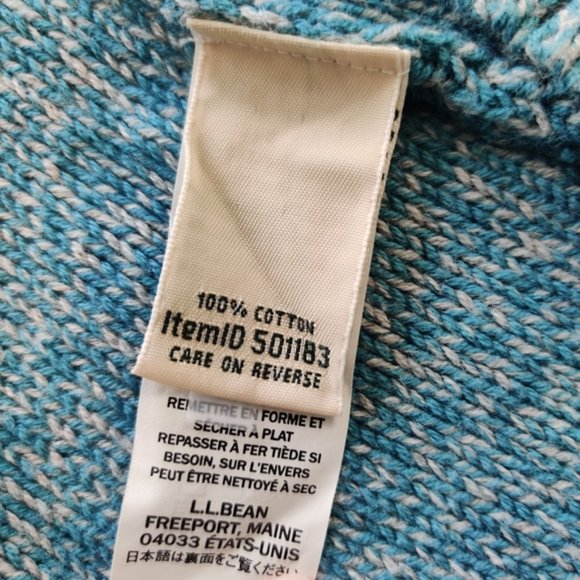 100% COTTON
ItemID 501183
CARE ON REVERSE
REMETTRE EN FORME ET
SÉCHER À PLAT
REPASSER À FER TIÈDE SI
BESOIN, SUR L'ENVERS
PEUT ÊTRE NETTOYÉ À SEC
L.L.BEAN
FREEPORT, MAINE
04033 ÉTATS-UNIS
日本語は裏面をご覧ください